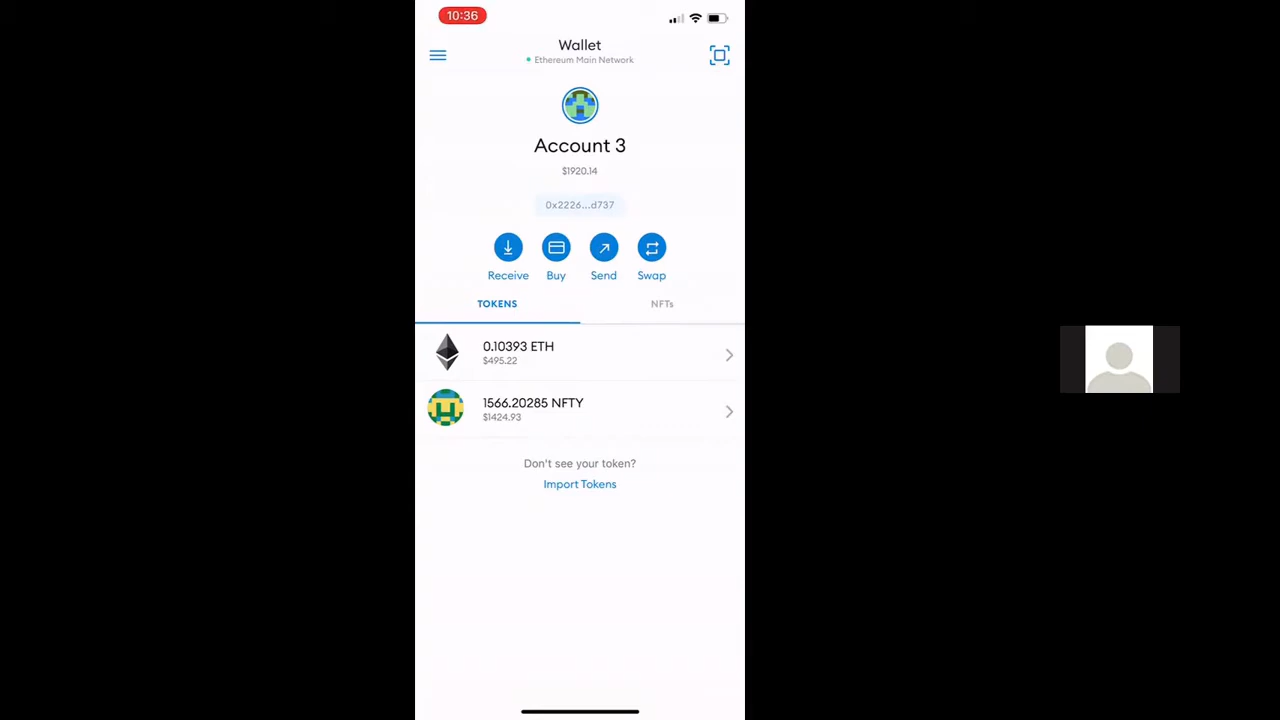 10:36
Wallet
Ethereum Main Network
Account 3
$1920.14
0x2226...d737
Receive Buy Send Swap
TOKENS NFTs
0.10393 ETH
$495.22
1566.20285 NFTY
$1424.93
Don't see your token?
Import Tokens